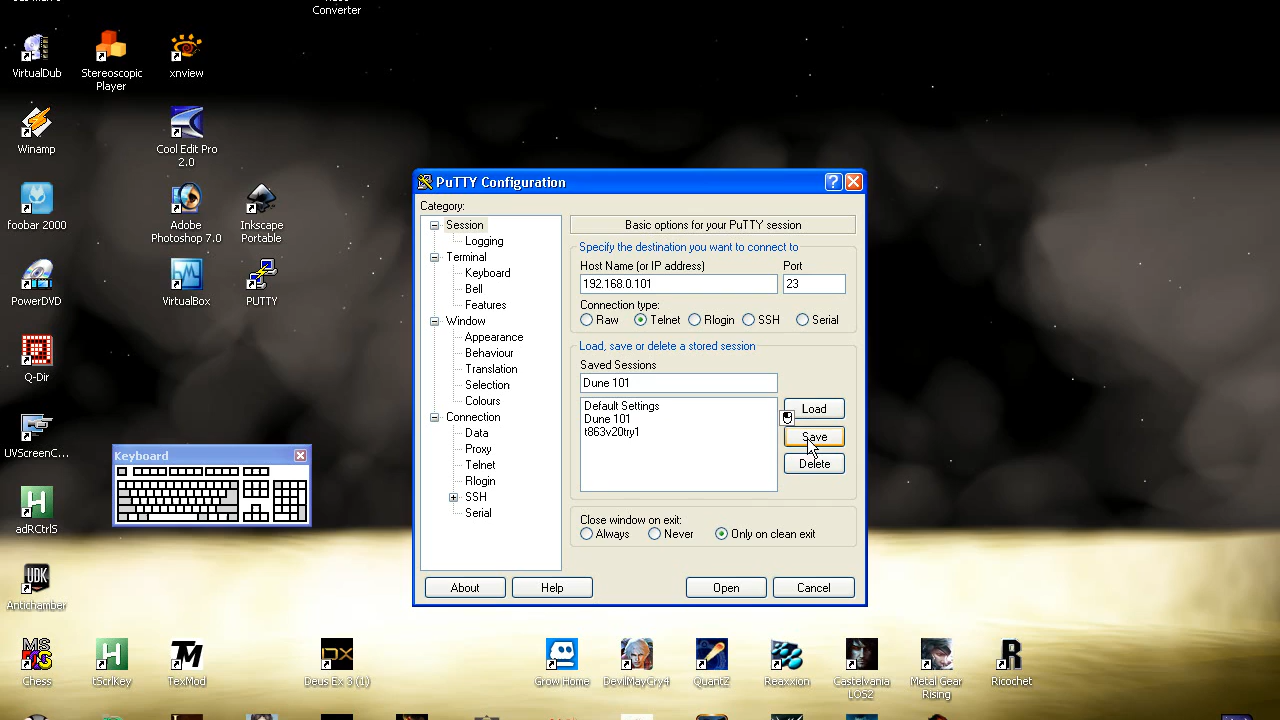 Converter
VirtualDub
Stereoscopic
Player
xnview
Winamp
Cool Edit Pro
2.0
foobar 2000
Adobe
Photoshop 7.0
Inkscape
Portable
PowerDVD
VirtualBox
PUTTY
Q-Dir
UVScreenC...
adRCtrlS
UDK
Antichamber
Keyboard
PuTTY Configuration
Category:
Session
Logging
Terminal
Keyboard
Bell
Features
Window
Appearance
Behaviour
Translation
Selection
Colours
Connection
Data
Proxy
Telnet
Rlogin
SSH
Serial
Basic options for your PuTTY session
Specify the destination you want to connect to
Host Name (or IP address)
Port
192.168.0.101
23
Connection type:
Raw
Telnet
Rlogin
SSH
Serial
Load, save or delete a stored session
Saved Sessions
Dune 101
Default Settings
Dune 101
t863v20try1
Load
Save
Delete
Close window on exit:
Always
Never
Only on clean exit
About
Help
Open
Cancel
Chess
tScrlKey
TexMod
Deus Ex 3 (1)
Grow Home
DevilMayCry4
QuantZ
Reaxxion
Castelvania
LOS2
Metal Gear
Rising
Ricochet